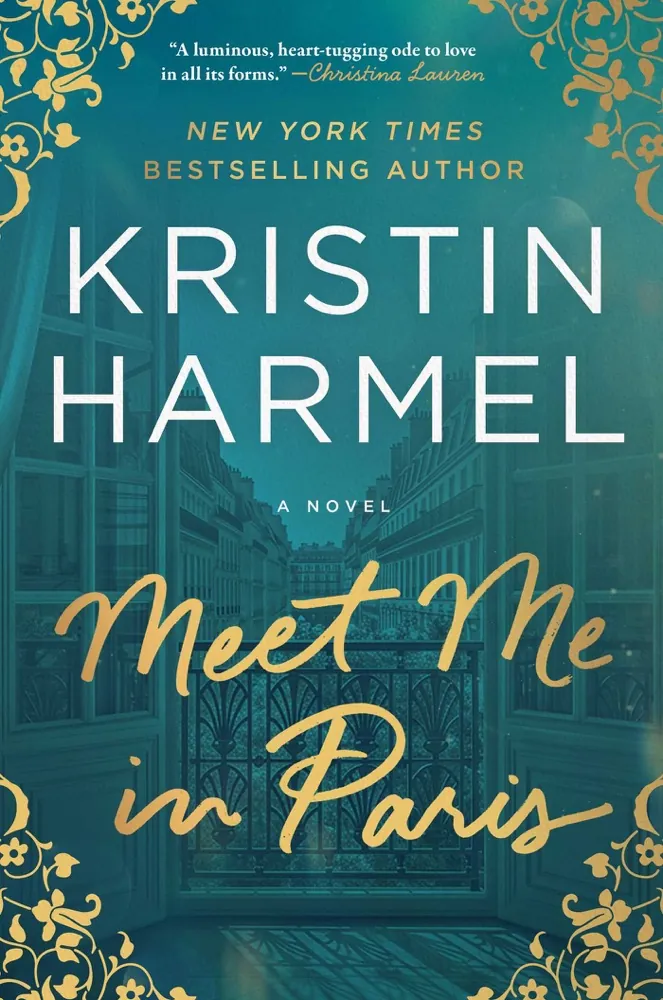 “A luminous, heart-tugging ode to love
in all its forms.” —Christina Lauren
NEW YORK TIMES
BESTSELLING AUTHOR
KRISTIN
HARMEL
A NOVEL
Meet Me
in Paris